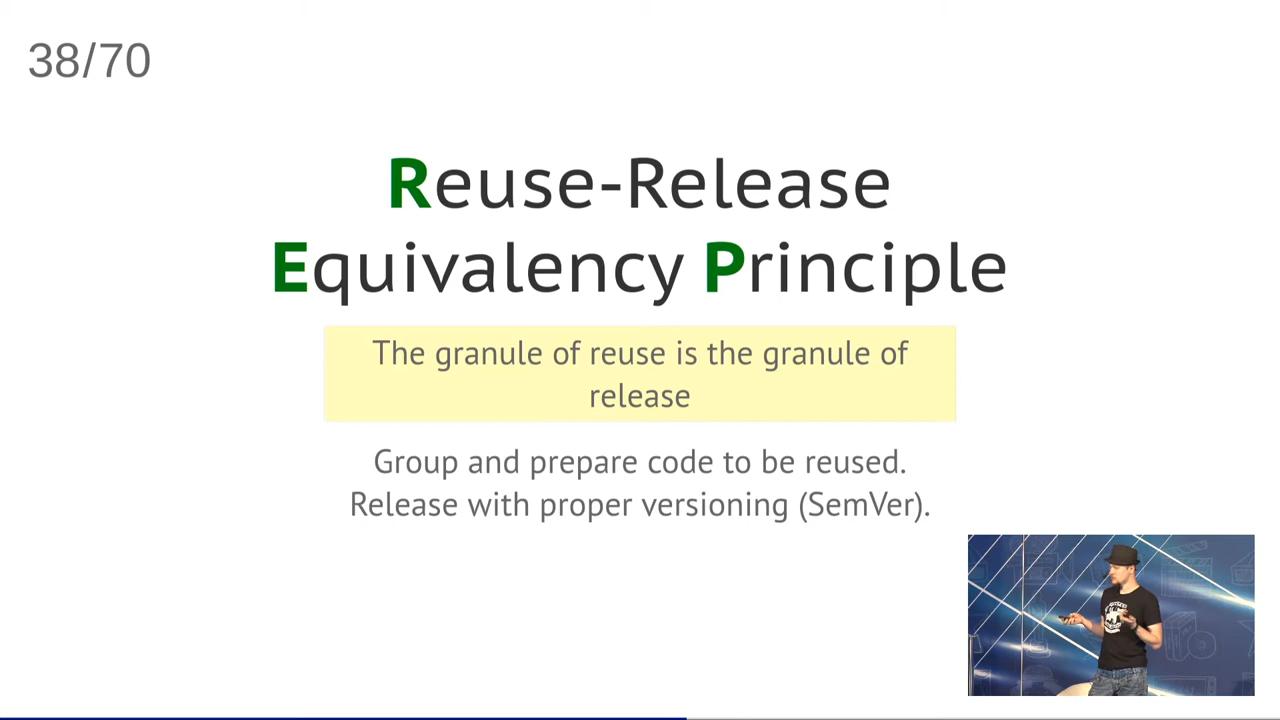 38/70
Reuse-Release
Equivalency Principle
The granule of reuse is the granule of
release
Group and prepare code to be reused.
Release with proper versioning (SemVer).